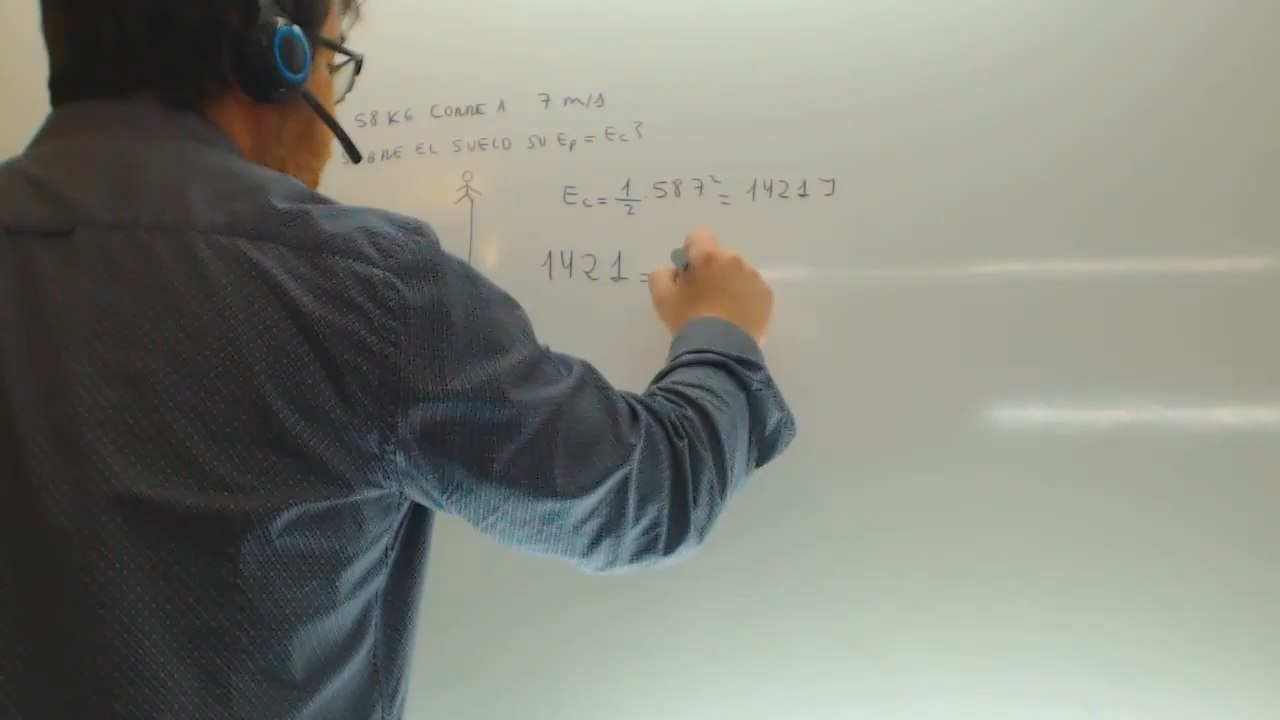 58 KG CORRE A 7 m/s
SOBRE EL SUELO SU Ep = Ec?
Ec = 1/2 58 7² = 1421 J
1421 =